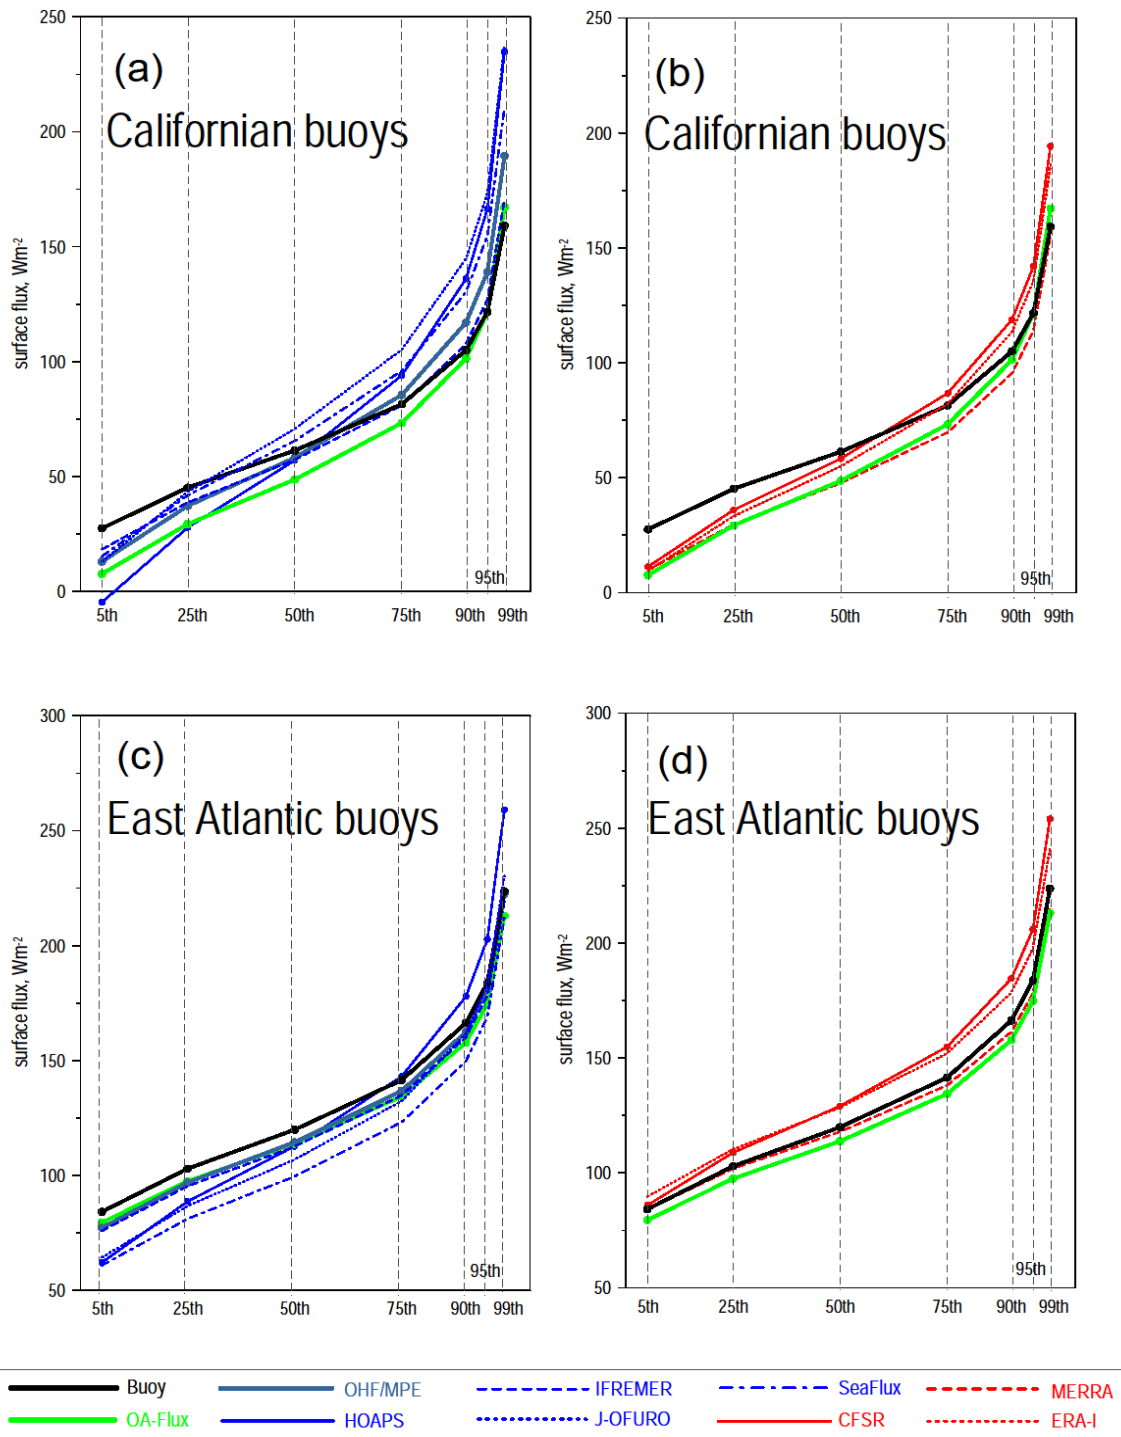 (a)
Californian buoys
surface flux, Wm-2
250
200
150
100
50
0
95th
5th 25th 50th 75th 90th 99th
(b)
Californian buoys
surface flux, Wm-2
250
200
150
100
50
0
95th
5th 25th 50th 75th 90th 99th
(c)
East Atlantic buoys
surface flux, Wm-2
300
250
200
150
100
50
95th
5th 25th 50th 75th 90th 99th
(d)
East Atlantic buoys
surface flux, Wm-2
300
250
200
150
100
50
95th
5th 25th 50th 75th 90th 99th
Buoy OHF/MPE IFREMER SeaFlux MERRA
OA-Flux HOAPS J-OFURO CFSR ERA-I